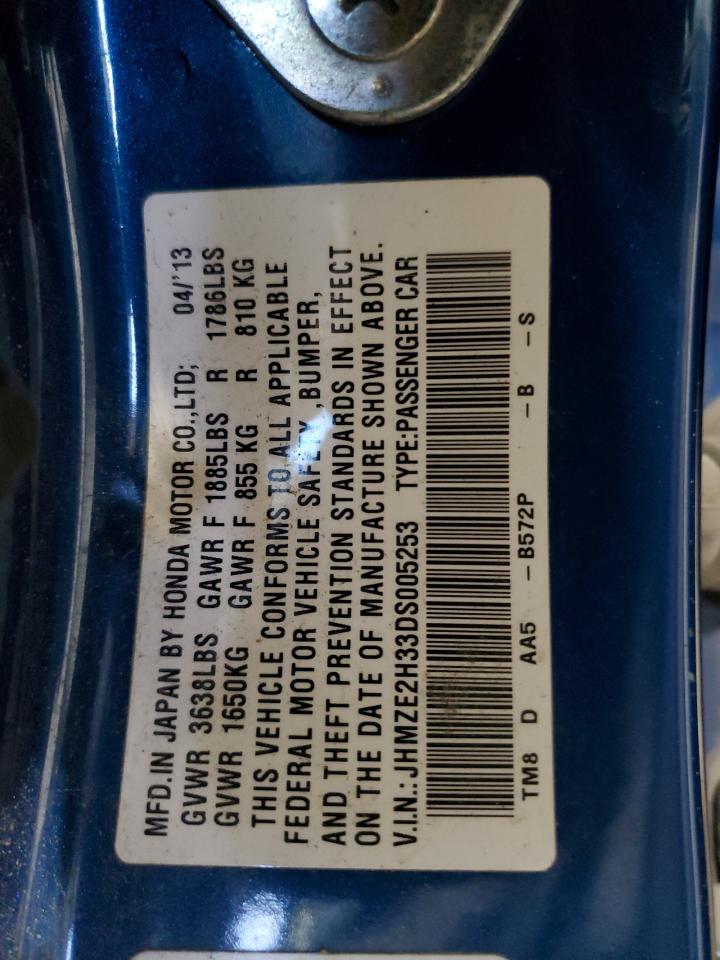 MFD.IN JAPAN BY HONDA MOTOR CO.,LTD; 04/'13
GVWR 3638LBS GAWR F 1885LBS R 1786LBS
GVWR 1650KG GAWR F 855 KG R 810 KG
THIS VEHICLE CONFORMS TO ALL APPLICABLE
FEDERAL MOTOR VEHICLE SAFETY ,BUMPER,
AND THEFT PREVENTION STANDARDS IN EFFECT
ON THE DATE OF MANUFACTURE SHOWN ABOVE.
V.I.N.: JHMZE2H33DS005253 TYPE:PASSENGER CAR
TM8 D AA5 – B572P – B – S